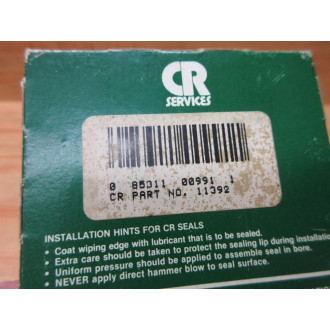 CR
SERVICES
0 85311 00991 1
CR PART NO. 11392
INSTALLATION HINTS FOR CR SEALS
• Coat wiping edge with lubricant that is to be sealed.
• Extra care should be taken to protect the sealing lip during installation
• Uniform pressure should be applied to assemble seal in bore.
• NEVER apply direct hammer blow to seal surface.